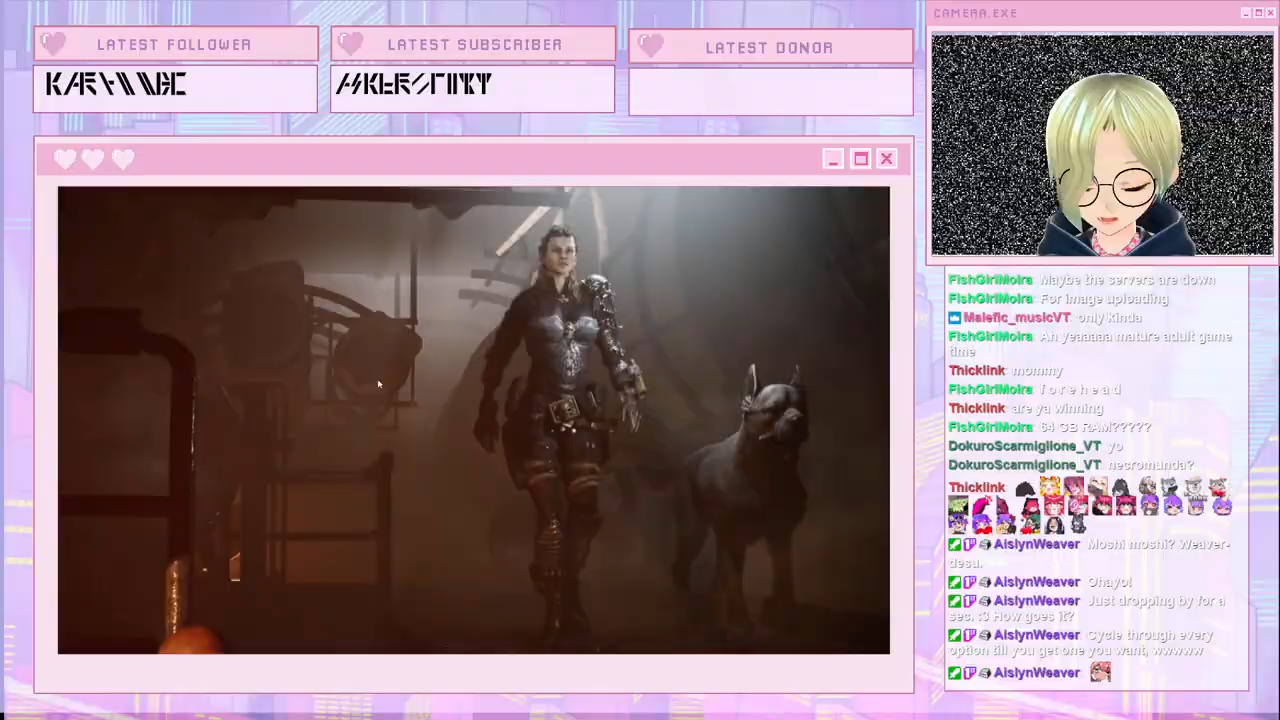 LATEST FOLLOWER
LATEST SUBSCRIBER
LATEST DONOR
CAMERA.EXE
FishGirlMoira Maybe the servers are down
FishGirlMoira For image uploading
Malefic_musicVT only kinda
FishGirlMoira Ah yeaaaa mature adult game
time
Thicklink mommy
FishGirlMoira f o r e h e a d
Thicklink are ya winning
FishGirlMoira 64 GB RAM?????
DokuroScarmiglione_VT yo
DokuroScarmiglione_VT necromunda?
Thicklink
AislynWeaver Moshi moshi? Weaver-
desu.
AislynWeaver Ohayo!
AislynWeaver Just dropping by for a
sec. :3 How goes it?
AislynWeaver Cycle through every
option till you get one you want, wwwww
AislynWeaver